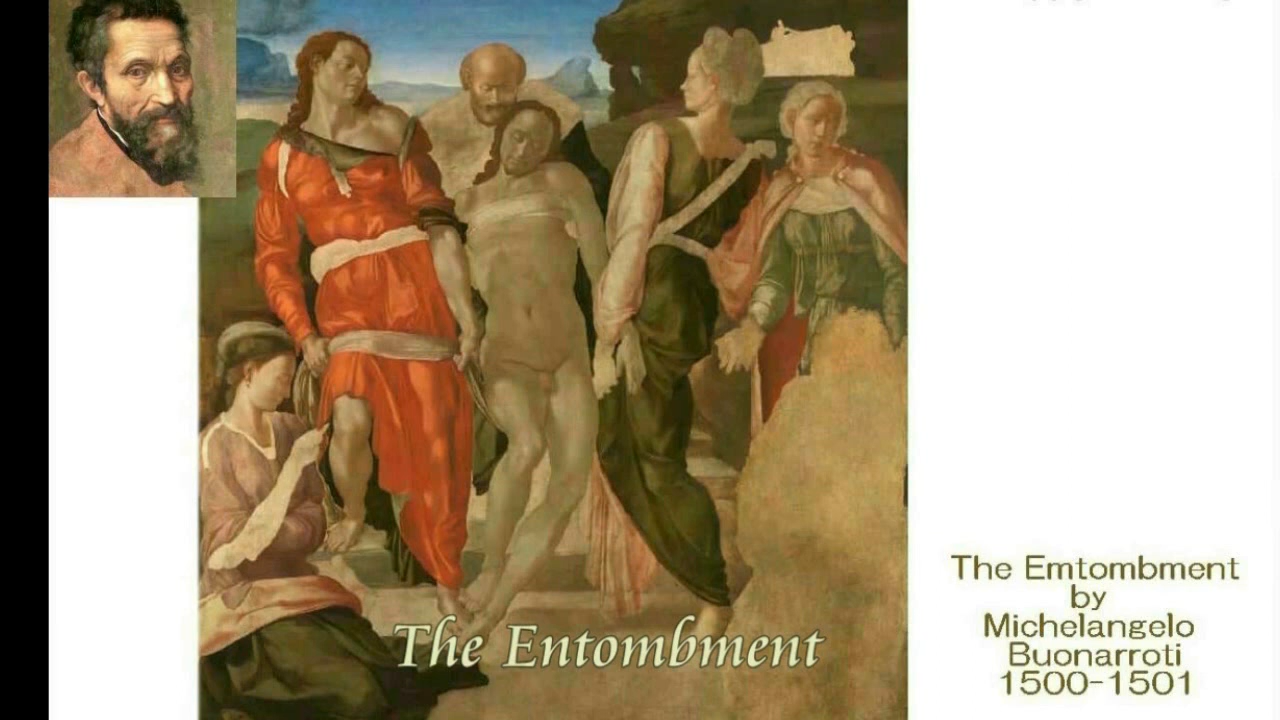 The Entombment
The Emtombment
by
Michelangelo
Buonarroti
1500-1501